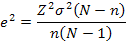 e² = Z²σ²(N − n) / n(N − 1)